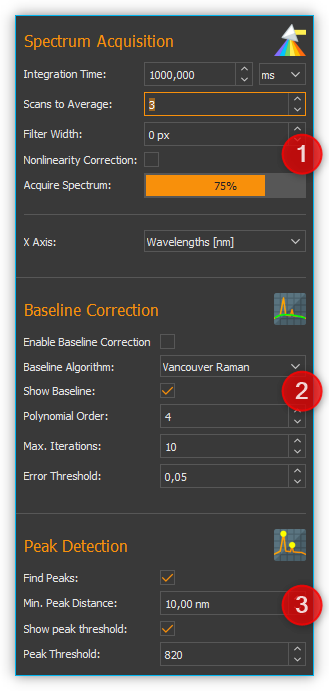 Spectrum Acquisition
Integration Time: 1000,000 ms
Scans to Average: 3
Filter Width: 0 px
Nonlinearity Correction:
1
Acquire Spectrum: 75%
X Axis: Wavelengths [nm]
Baseline Correction
Enable Baseline Correction
Baseline Algorithm: Vancouver Raman
Show Baseline:
2
Polynomial Order: 4
Max. Iterations: 10
Error Threshold: 0,05
Peak Detection
Find Peaks:
Min. Peak Distance: 10,00 nm
3
Show peak threshold:
Peak Threshold: 820